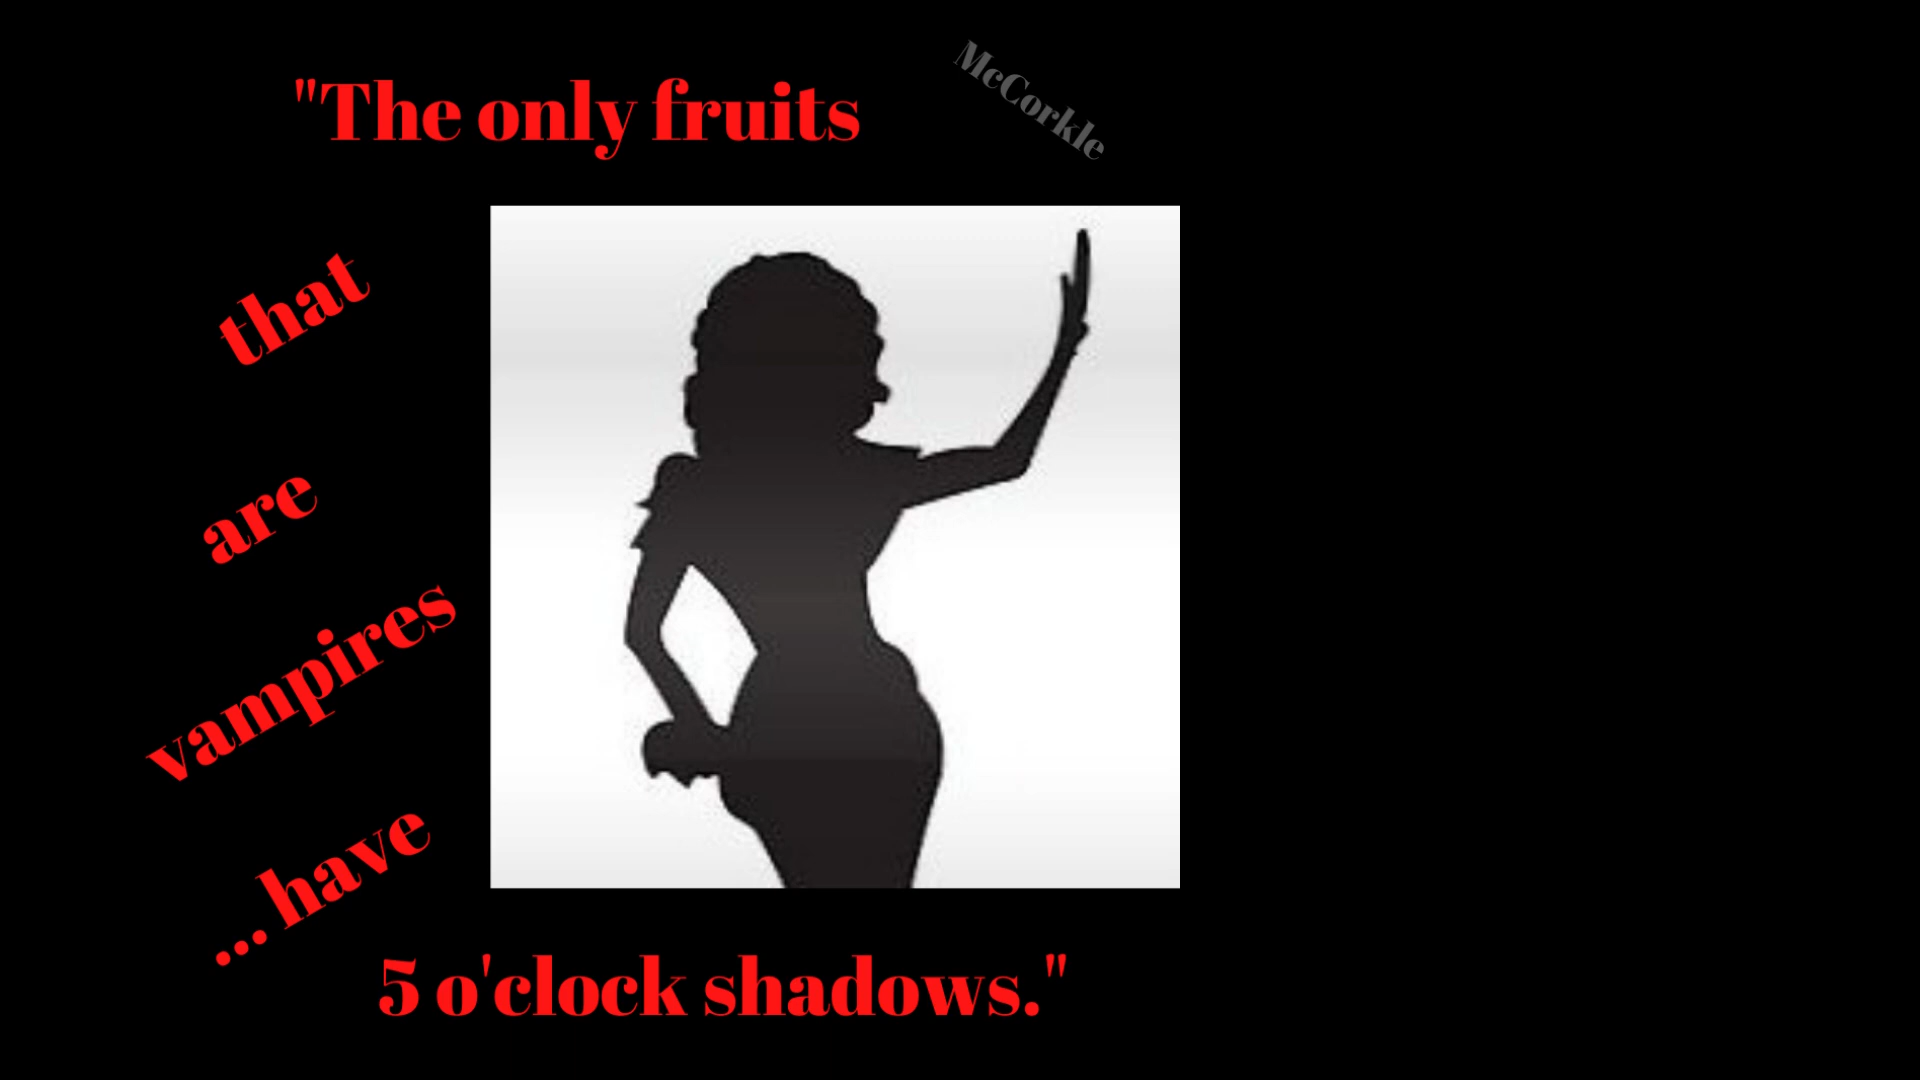 "The only fruits
McCorkle
that
are
vampires
... have
5 o'clock shadows."